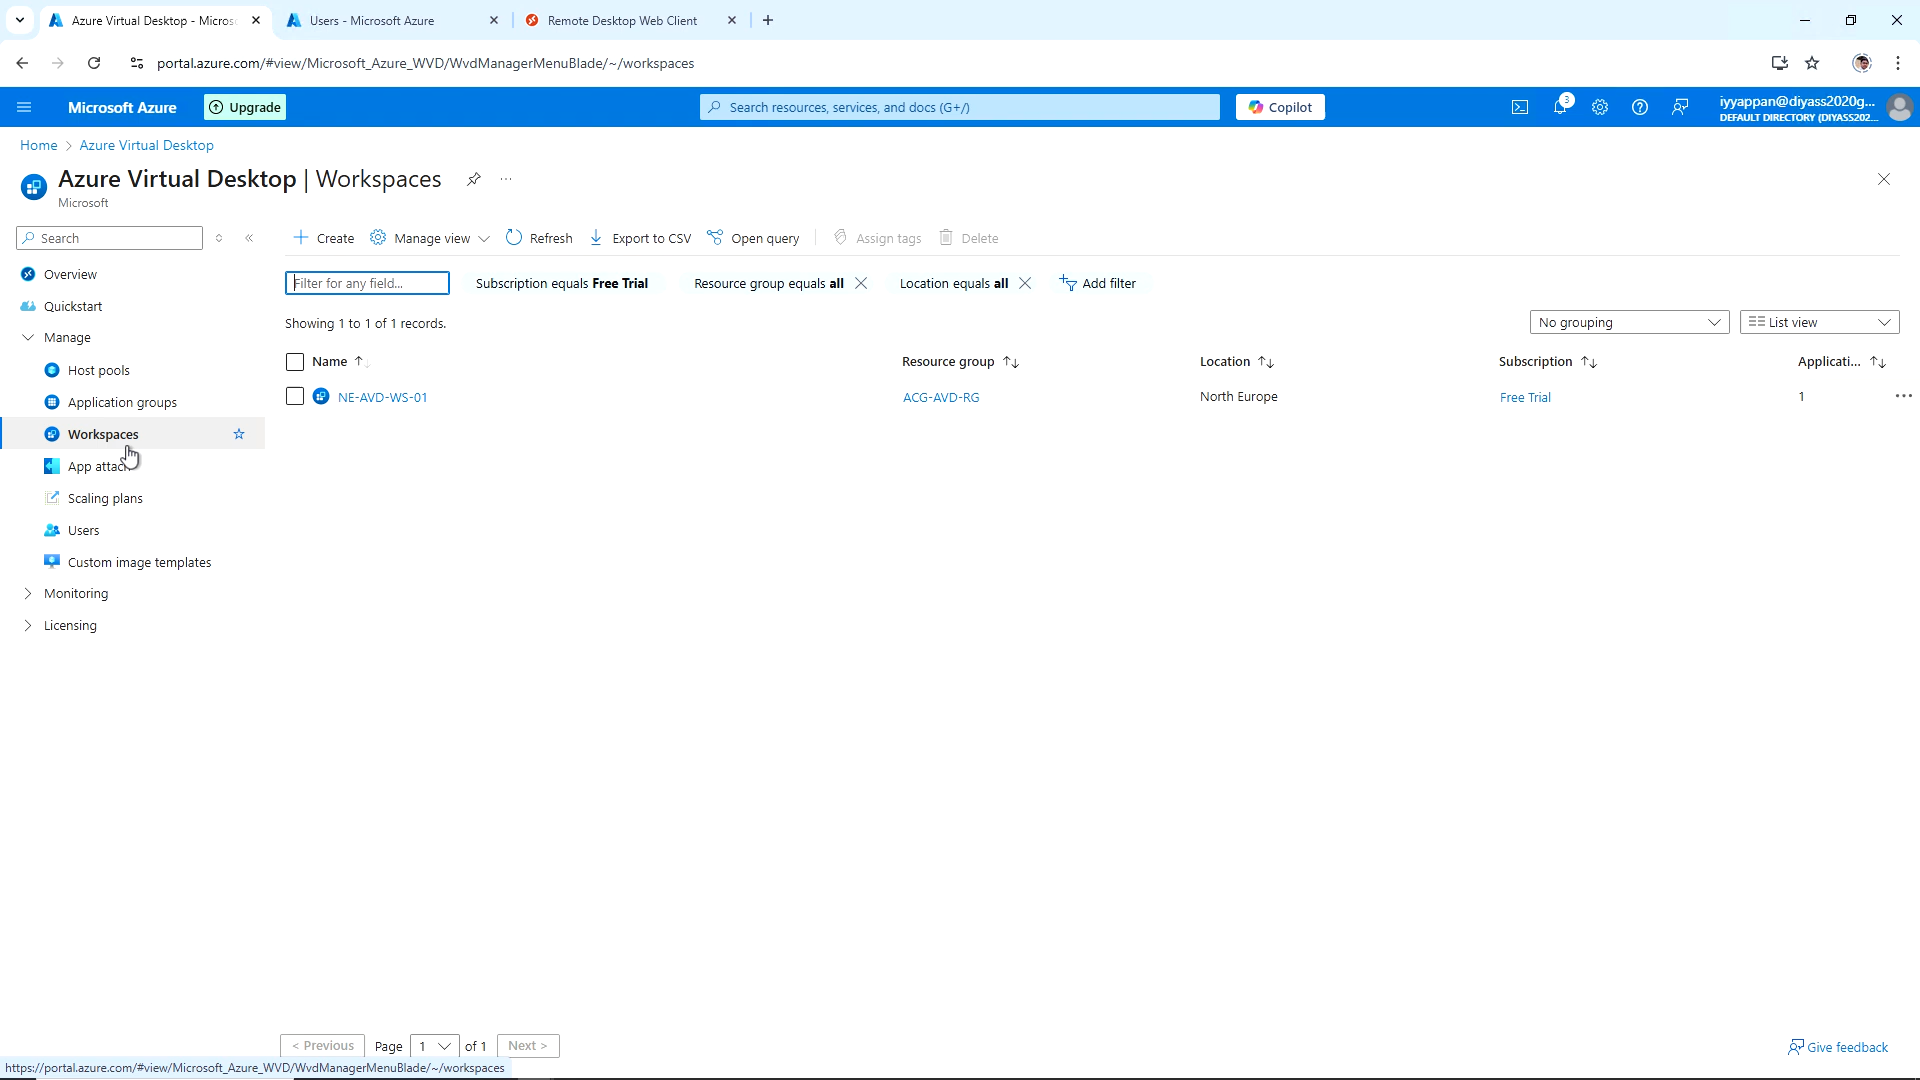 Azure Virtual Desktop - Micros
Users - Microsoft Azure
Remote Desktop Web Client
portal.azure.com/#view/Microsoft_Azure_WVD/WvdManagerMenuBlade/~/workspaces
Microsoft Azure
Upgrade
Search resources, services, and docs (G+/)
Copilot
3
iyyappan@diyass2020g...
DEFAULT DIRECTORY (DIYASS202...
Home > Azure Virtual Desktop
Azure Virtual Desktop | Workspaces
...
Microsoft
Search
Create
Manage view
Refresh
Export to CSV
Open query
Assign tags
Delete
Overview
Quickstart
Manage
Host pools
Application groups
Workspaces
App attach
Scaling plans
Users
Custom image templates
Monitoring
Licensing
Filter for any field...
Subscription equals Free Trial
Resource group equals all
Location equals all
Add filter
Showing 1 to 1 of 1 records.
No grouping
List view
Name
Resource group
Location
Subscription
Applicati...
NE-AVD-WS-01
ACG-AVD-RG
North Europe
Free Trial
1
...
< Previous
Page
1
of 1
Next >
Give feedback
https://portal.azure.com/#view/Microsoft_Azure_WVD/WvdManagerMenuBlade/~/workspaces